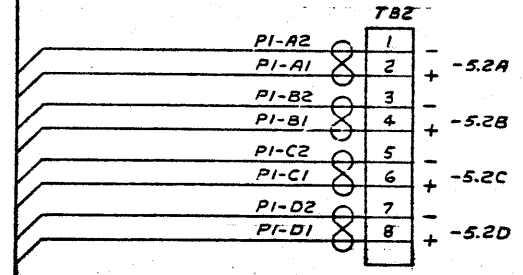 TB2
P1-A2 1 -
P1-A1 2 + -5.2A
P1-B2 3 -
P1-B1 4 + -5.2B
P1-C2 5 -
P1-C1 6 + -5.2C
P1-D2 7 -
P1-D1 8 + -5.2D